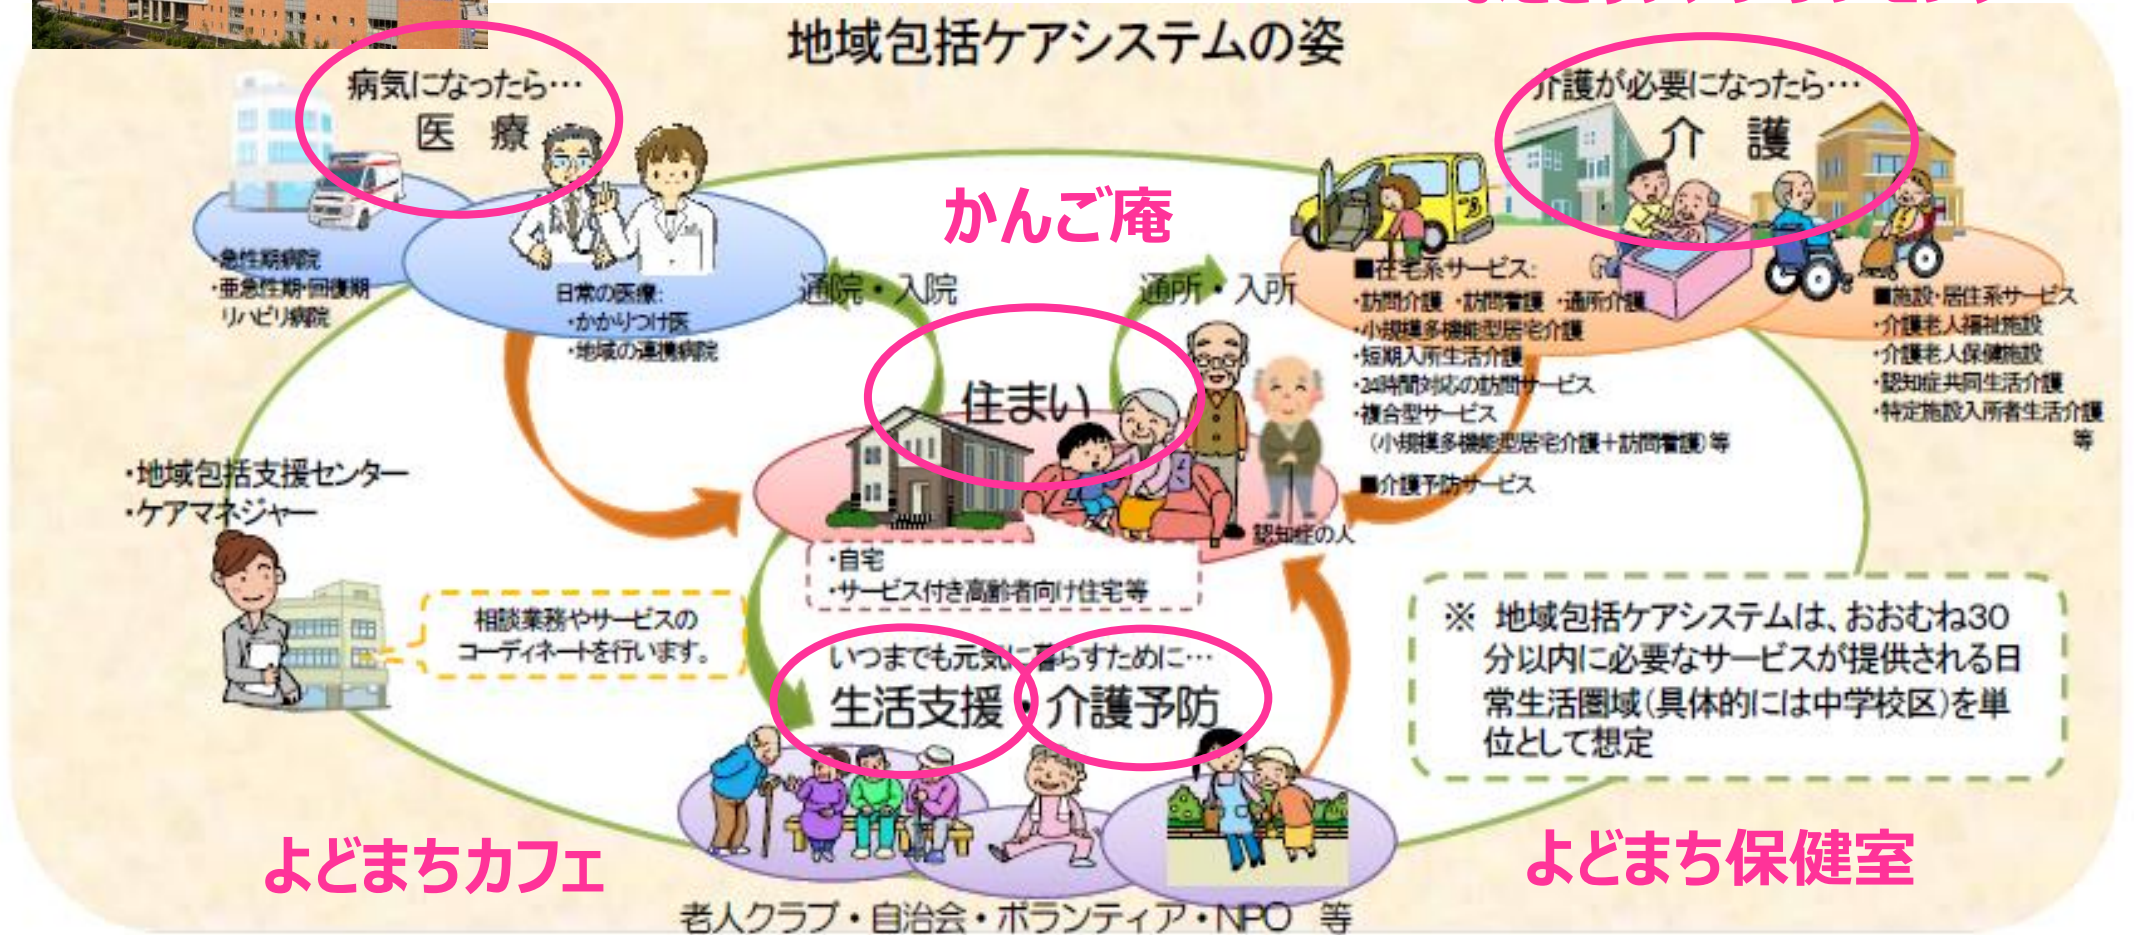 地域包括ケアシステムの姿
病気になったら…
医 療
介護が必要になったら…
介 護
かんご庵
・急性期病院
・亜急性期・回復期
リハビリ病院
日常の医療:
・かかりつけ医
・地域の連携病院
通院・入院
通所・入所
■在宅系サービス:
・訪問介護 ・訪問看護 ・通所介護
・小規模多機能型居宅介護
・短期入所生活介護
・24時間対応の訪問サービス
・複合型サービス
（小規模多機能型居宅介護＋訪問看護）等
■介護予防サービス
■施設・居住系サービス
・介護老人福祉施設
・介護老人保健施設
・認知症共同生活介護
・特定施設入所者生活介護
等
住まい
認知症の人
・自宅
・サービス付き高齢者向け住宅等
・地域包括支援センター
・ケアマネジャー
相談業務やサービスの
コーディネートを行います。
いつまでも元気に暮らすために…
生活支援・介護予防
※ 地域包括ケアシステムは、おおむね30
分以内に必要なサービスが提供される日
常生活圏域（具体的には中学校区）を単
位として想定
よどまちカフェ
よどまち保健室
老人クラブ・自治会・ボランティア・NPO 等